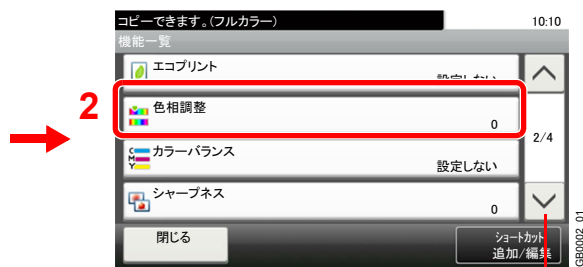 コピーできます。(フルカラー)
10:10
機能一覧
エコプリント
設定しない
2
色相調整
0
2/4
カラーバランス
設定しない
シャープネス
0
閉じる
ショートカット
追加/編集
GB0002_01